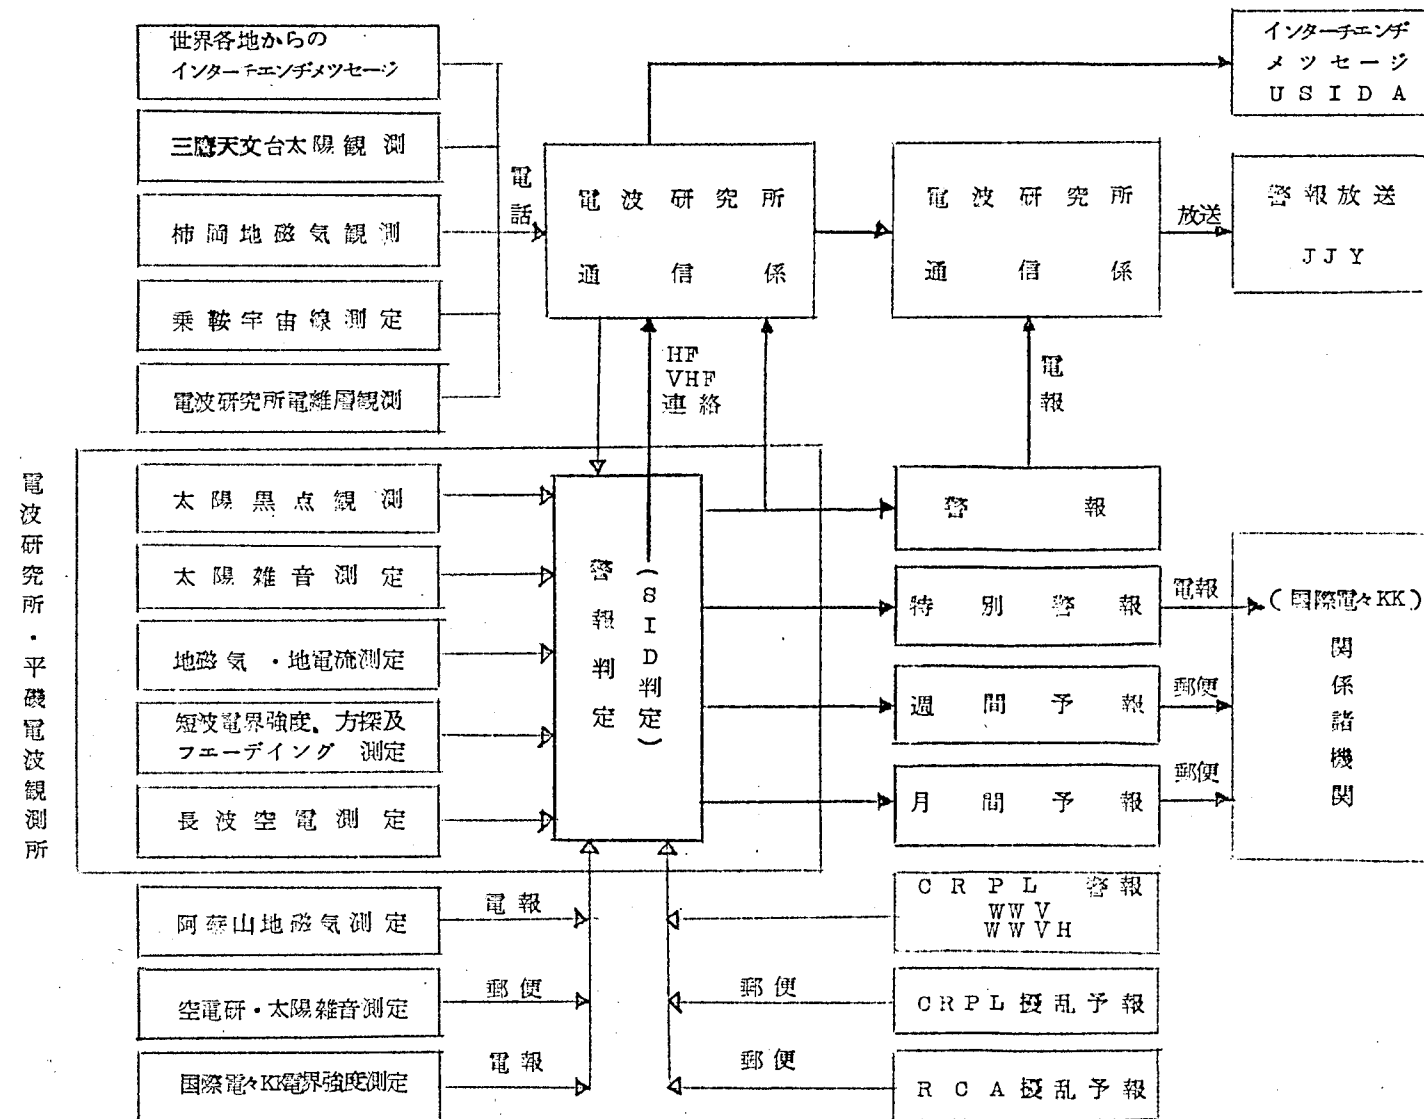 世界各地からの
インターチエンヂメツセージ
三鷹天文台太陽観測
柿岡地磁気観測
乗鞍宇宙線測定
電波研究所電離層観測
電話
電波研究所
通信係
電波研究所
通信係
放送
インターチエンヂ
メツセージ
USIDA
警報放送
JJY
HF
VHF
連絡
電報
電波研究所・平磯電波観測所
太陽黒点観測
太陽雑音測定
地磁気・地電流測定
短波電界強度、方探及
フエーデイング 測定
長波空電測定
警報判定
(SID判定)
警報
特別警報
週間予報
月間予報
電報
郵便
郵便
(国際電々KK)
関係諸機関
阿蘇山地磁気測定
空電研・太陽雑音測定
国際電々KK電界強度測定
電報
郵便
電報
郵便
郵便
CRPL 警報
WWV
WWVH
CRPL擾乱予報
RCA擾乱予報